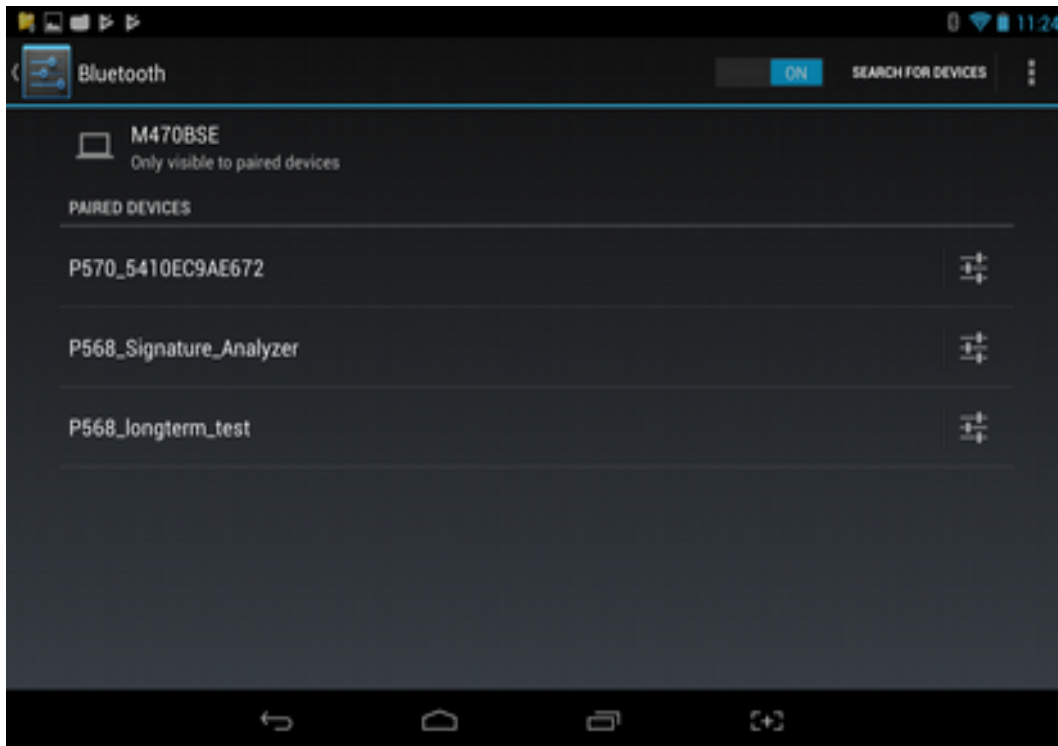 11:24
Bluetooth
ON
SEARCH FOR DEVICES
M470BSE
Only visible to paired devices
PAIRED DEVICES
P570_5410EC9AE672
P568_Signature_Analyzer
P568_longterm_test